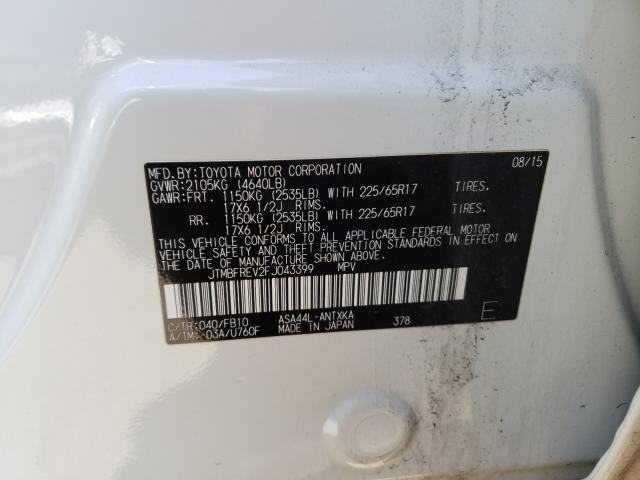 MFD.BY:TOYOTA MOTOR CORPORATION 08/15
GVWR:2105KG (4640LB)
GAWR:FRT. 1150KG (2535LB) WITH 225/65R17 TIRES.
17X6 1/2J RIMS.
RR. 1150KG (2535LB) WITH 225/65R17 TIRES.
17X6 1/2J RIMS.
THIS VEHICLE CONFORMS TO ALL APPLICABLE FEDERAL MOTOR
VEHICLE SAFETY AND THEFT PREVENTION STANDARDS IN EFFECT ON
THE DATE OF MANUFACTURE SHOWN ABOVE.
JTMBFREV2FJ043399 MPV
C/TR:040/FB10 ASA44L-ANTXKA
A/TM:-03A/U760F MADE IN JAPAN 378 E